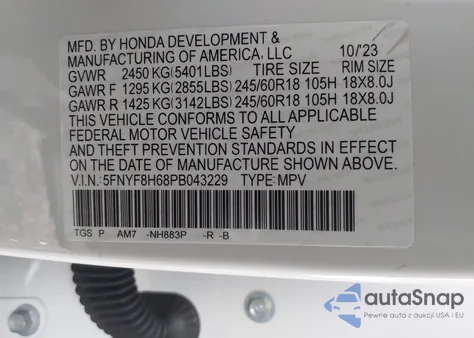 MFD. BY HONDA DEVELOPMENT &
MANUFACTURING OF AMERICA, LLC 10/23
GVWR 2450 KG (5401LBS) TIRE SIZE RIM SIZE
GAWR F 1295 KG (2855LBS) 245/60R18 105H 18X8.0J
GAWR R 1425 KG (3142LBS) 245/60R18 105H 18X8.0J
THIS VEHICLE CONFORMS TO ALL APPLICABLE
FEDERAL MOTOR VEHICLE SAFETY
AND THEFT PREVENTION STANDARDS IN EFFECT
ON THE DATE OF MANUFACTURE SHOWN ABOVE.
V.I.N.: 5FNYF8H68PB043229 TYPE: MPV
TGS P AM7 -NH883P -R -B
autoSnap
Pewne auta z aukcji USA i EU